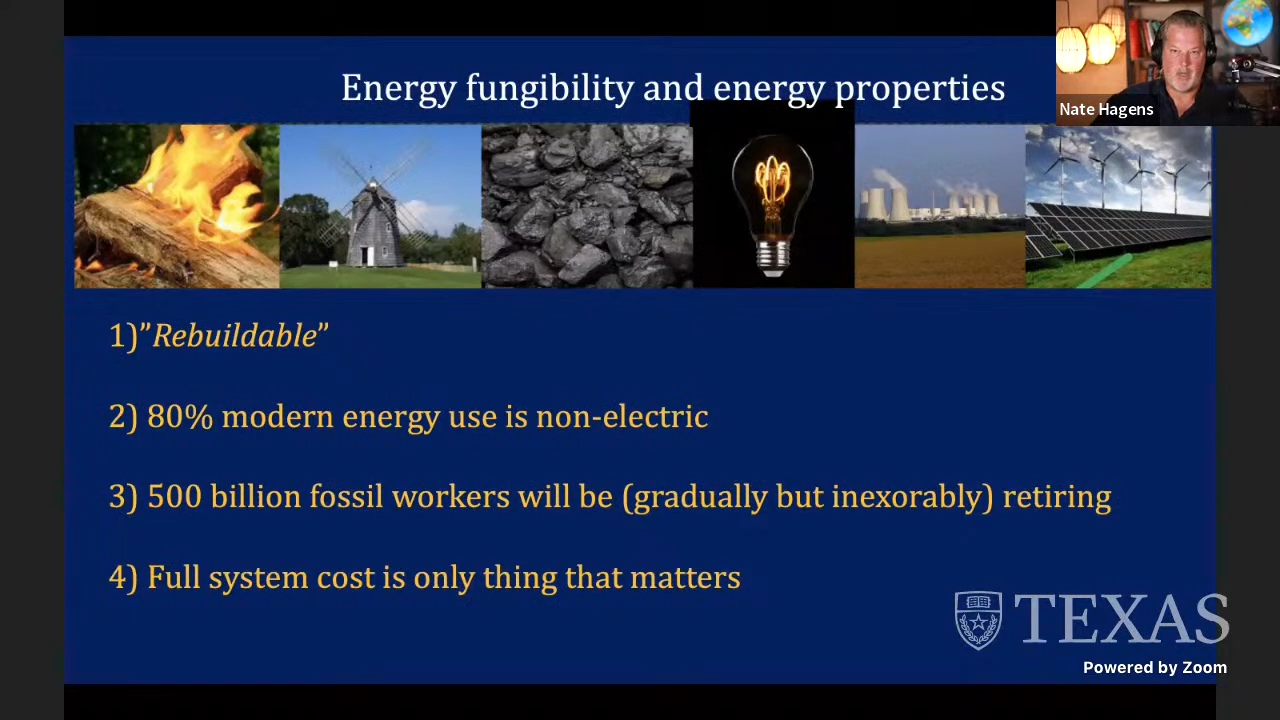 Energy fungibility and energy properties
Nate Hagens
1)”Rebuildable”
2) 80% modern energy use is non-electric
3) 500 billion fossil workers will be (gradually but inexorably) retiring
4) Full system cost is only thing that matters
TEXAS
Powered by Zoom